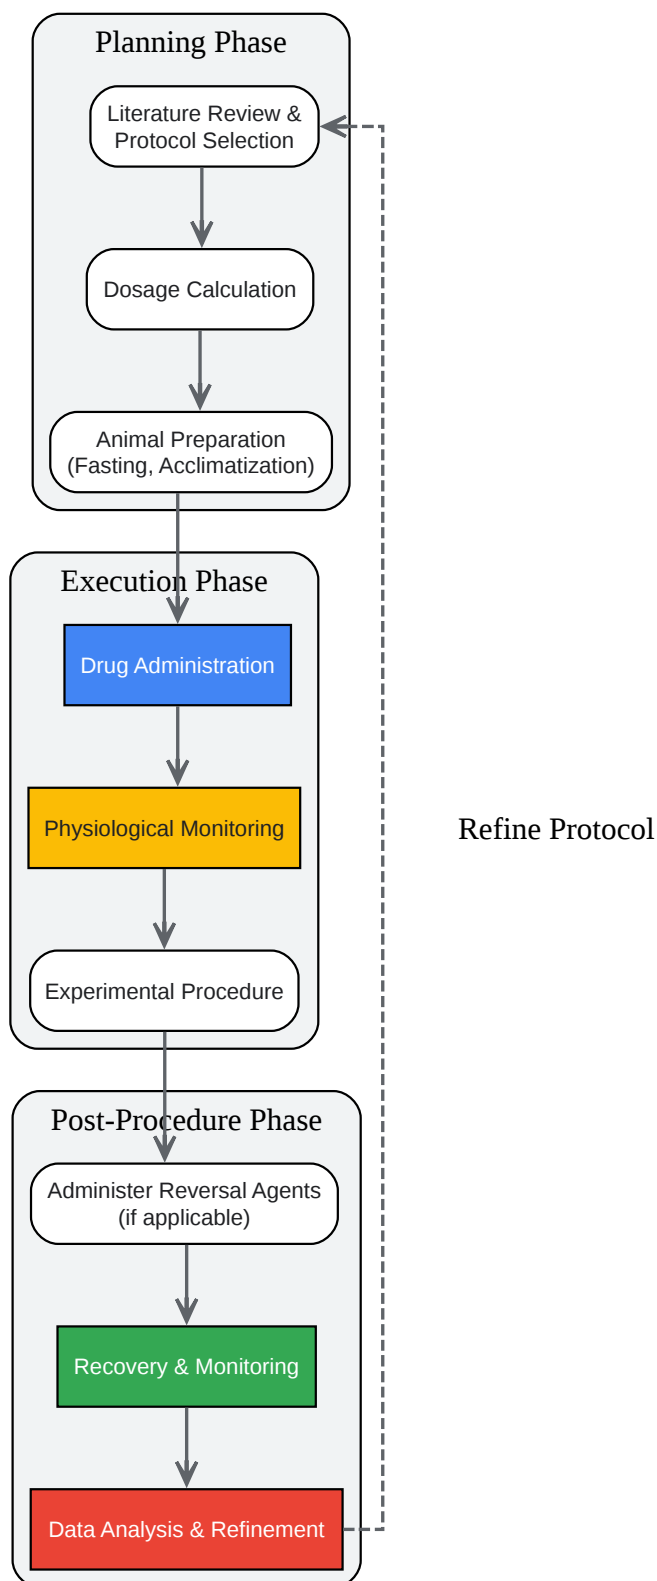 Planning Phase
Literature Review &
Protocol Selection
Dosage Calculation
Animal Preparation
(Fasting, Acclimatization)
Execution Phase
Drug Administration
Physiological Monitoring
Refine Protocol
Experimental Procedure
Post-Procedure Phase
Administer Reversal Agents
(if applicable)
Recovery & Monitoring
Data Analysis & Refinement